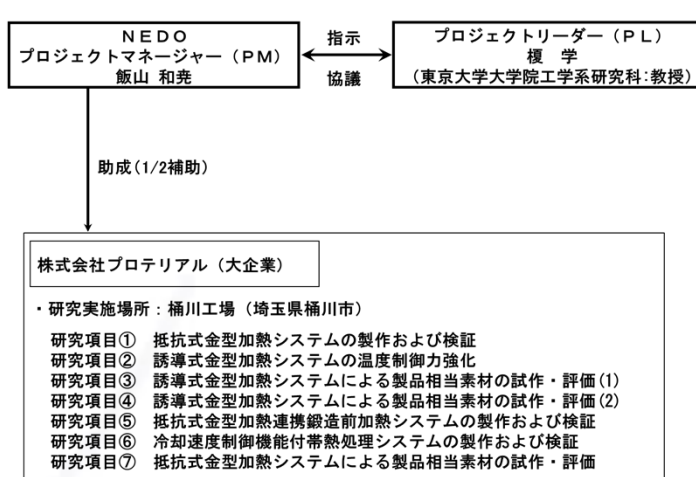 ＮＥＤＯ
プロジェクトマネージャー（ＰＭ）
飯山 和尭
指示
協議
プロジェクトリーダー（ＰＬ）
榎 学
(東京大学大学院工学系研究科:教授)
助成(1/2補助)
株式会社プロテリアル（大企業）
・研究実施場所：桶川工場（埼玉県桶川市）
研究項目① 抵抗式金型加熱システムの製作および検証
研究項目② 誘導式金型加熱システムの温度制御力強化
研究項目③ 誘導式金型加熱システムによる製品相当素材の試作・評価(1)
研究項目④ 誘導式金型加熱システムによる製品相当素材の試作・評価(2)
研究項目⑤ 抵抗式金型加熱連携鍛造前加熱システムの製作および検証
研究項目⑥ 冷却速度制御機能付帯熱処理システムの製作および検証
研究項目⑦ 抵抗式金型加熱システムによる製品相当素材の試作・評価